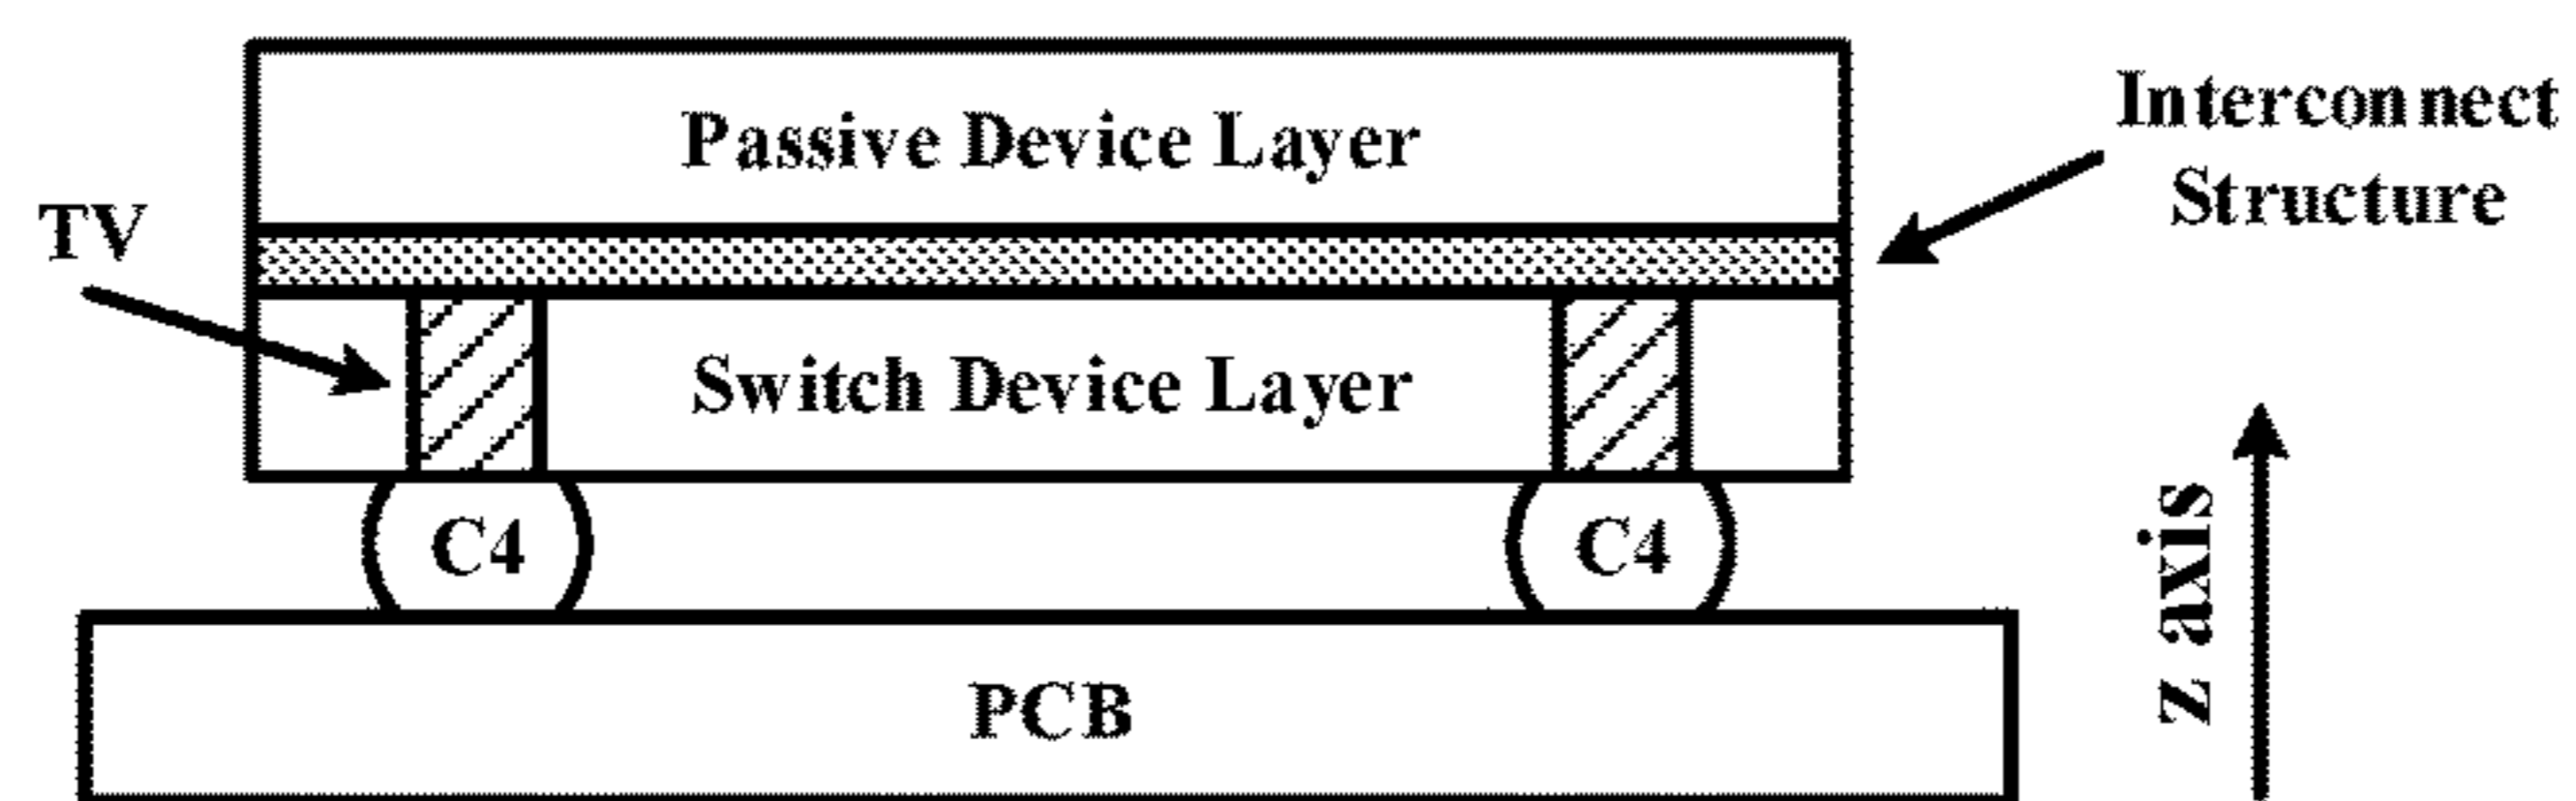 Passive Device Layer
Interconnect
Structure
TV
Switch Device Layer
C4
C4
PCB
z axis